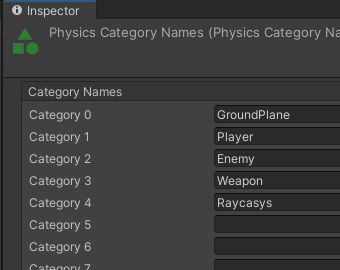 Inspector
Physics Category Names (Physics Category Na
Category Names
Category 0 GroundPlane
Category 1 Player
Category 2 Enemy
Category 3 Weapon
Category 4 Raycasys
Category 5
Category 6
Category 7